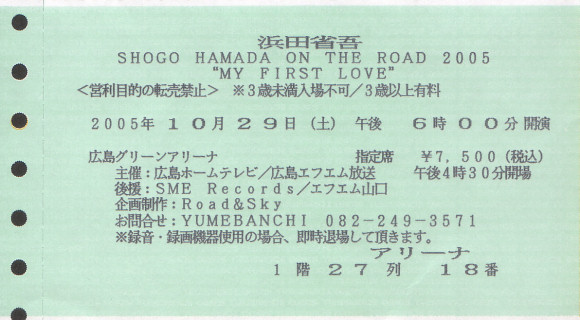 浜田省吾
SHOGO HAMADA ON THE ROAD 2005
"MY FIRST LOVE"
＜営利目的の転売禁止＞ ※3歳未満入場不可／3歳以上有料
2005年 10月29日(土) 午後 6時00分開演
広島グリーンアリーナ 指定席 ￥7,500(税込)
主催：広島ホームテレビ／広島エフエム放送 午後4時30分開場
後援：SME Records／エフエム山口
企画制作：Road&Sky
お問合せ：YUMEBANCHI 082-249-3571
※録音・録画機器使用の場合、即時退場して頂きます。
アリーナ
1階 27列 18番